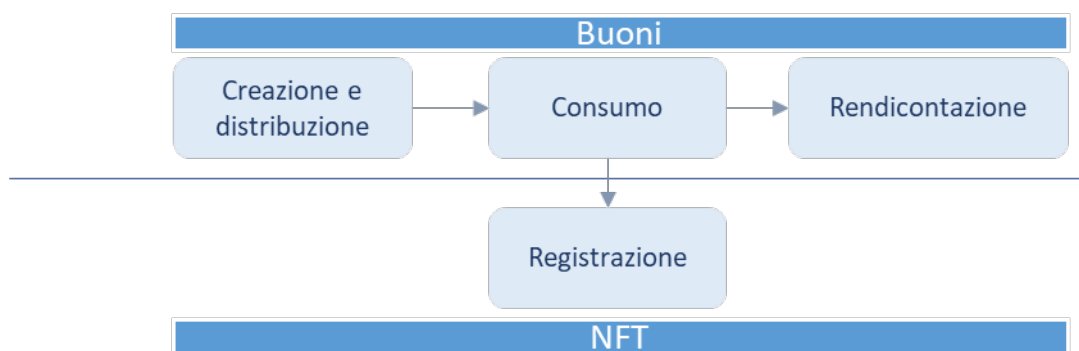 Buoni
Creazione e
distribuzione
Consumo
Rendicontazione
Registrazione
NFT